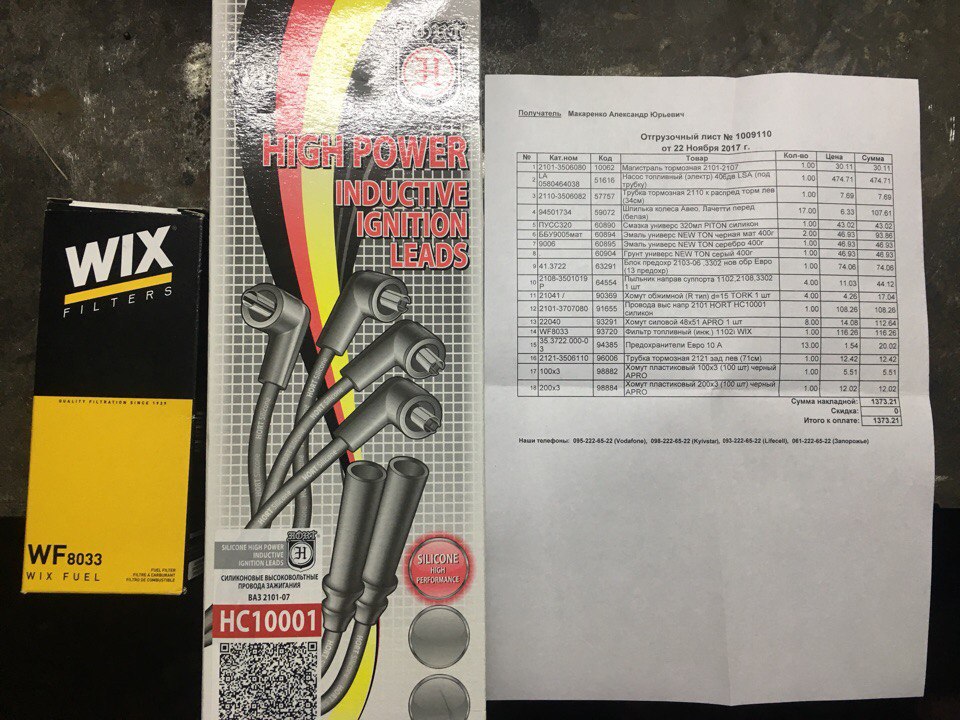 WIX
FILTERS
QUALITY FILTRATION SINCE 1939
WF8033
WIX FUEL
FUEL FILTER
FILTRE A CARBURANT
FILTRO DE COMBUSTIBLE
HORT
H
HIGH POWER
INDUCTIVE
IGNITION
LEADS
HORT
H
SILICONE HIGH POWER
INDUCTIVE
IGNITION LEADS
СИЛИКОНОВЫЕ ВЫСОКОВОЛЬТНЫЕ
ПРОВОДА ЗАЖИГАНИЯ
ВАЗ 2101-07
HC10001
SILICONE
HIGH
PERFORMANCE
Получатель Макаренко Александр Юрьевич
Отгрузочный лист № 1009110
от 22 Ноября 2017 г.
№ Кат.ном Код Товар Кол-во Цена Сумма
1 2101-3506080 10062 Магистраль тормозная 2101-2107 1.00 30.11 30.11
2 LA 0580464038 51616 Насос топливный (электр) 406дв LSA (под трубку) 1.00 474.71 474.71
3 2110-3506082 57757 Трубка тормозная 2110 к распред торм лев (34см) 1.00 7.69 7.69
4 94501734 59072 Шпилька колеса Авео, Лачетти перед (белая) 17.00 6.33 107.61
5 ПУСС320 60890 Смазка универс 320мл PITON силикон 1.00 43.02 43.02
6 ББУ9005мат 60894 Эмаль универс NEW TON черная мат 400г 2.00 46.93 93.86
7 9006 60895 Эмаль универс NEW TON серебро 400г 1.00 46.93 46.93
8 60904 Грунт универс NEW TON серый 400г 1.00 46.93 46.93
9 41.3722 63291 Блок предохр 2103-06 ,3302 нов обр Евро (13 предохр) 1.00 74.06 74.06
10 2108-3501019 Р 64554 Пыльник направ суппорта 1102,2108,3302 1 шт 4.00 11.03 44.12
11 21041 / 90369 Хомут обжимной (R тип) d=15 TORK 1 шт 4.00 4.26 17.04
12 2101-3707080 91655 Провода выс напр 2101 HORT HC10001 силикон 1.00 108.26 108.26
13 22040 93291 Хомут силовой 48х51 APRO 1 шт 8.00 14.08 112.64
14 WF8033 93720 Фильтр топливный (инж.) 1102i WIX 1.00 116.26 116.26
15 35.3722 000-03 94385 Предохранители Евро 10 А 13.00 1.54 20.02
16 2121-3506110 96006 Трубка тормозная 2121 зад лев (71см) 1.00 12.42 12.42
17 100х3 98882 Хомут пластиковый 100х3 (100 шт) черный APRO 1.00 5.51 5.51
18 200х3 98884 Хомут пластиковый 200х3 (100 шт) черный APRO 1.00 12.02 12.02
Сумма накладной: 1373.21
Скидка: 0
Итого к оплате: 1373.21
Наши телефоны: 095-222-65-22 (Vodafone), 098-222-65-22 (Kyivstar), 093-222-65-22 (Lifecell), 061-222-65-22 (Запорожье)